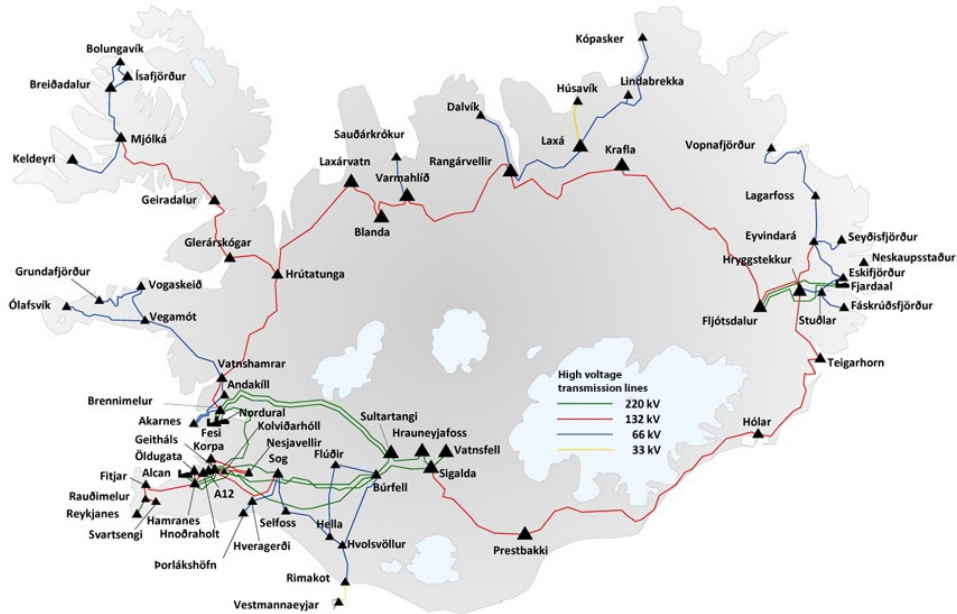 Bolungavík
Ísafjörður
Breiðadalur
Mjólká
Keldeyri
Geiradalur
Glerárskógar
Hrútatunga
Grundafjörður
Vogaskeið
Ólafsvík
Vegamót
Vatnshamrar
Andakíll
Brennimelur
Akarnes
Nordural
Fesi
Kolviðarhóll
Geitháls
Korpa
Nesjavellir
Öldugata
Sog
Alcan
Fitjar
A12
Rauðimelur
Reykjanes
Svartsengi
Hamranes
Hnoðraholt
Hveragerði
Þorlákshöfn
Selfoss
Flúðir
Hella
Hvolsvöllur
Rimakot
Vestmannaeyjar
Búrfell
Sultartangi
Hrauneyjafoss
Vatnsfell
Sigalda
Prestbakki
Hólar
Teigarhorn
Laxárvatn
Blanda
Sauðárkrókur
Varmahlíð
Dalvík
Rangárvellir
Húsavík
Laxá
Kópasker
Lindabrekka
Krafla
Vopnafjörður
Lagarfoss
Eyvindará
Hryggstekkur
Seyðisfjörður
Neskaupsstaður
Eskifjörður
Fjardaal
Fáskrúðsfjörður
Stuðlar
Fljótsdalur
High voltage
transmission lines
220 kV
132 kV
66 kV
33 kV